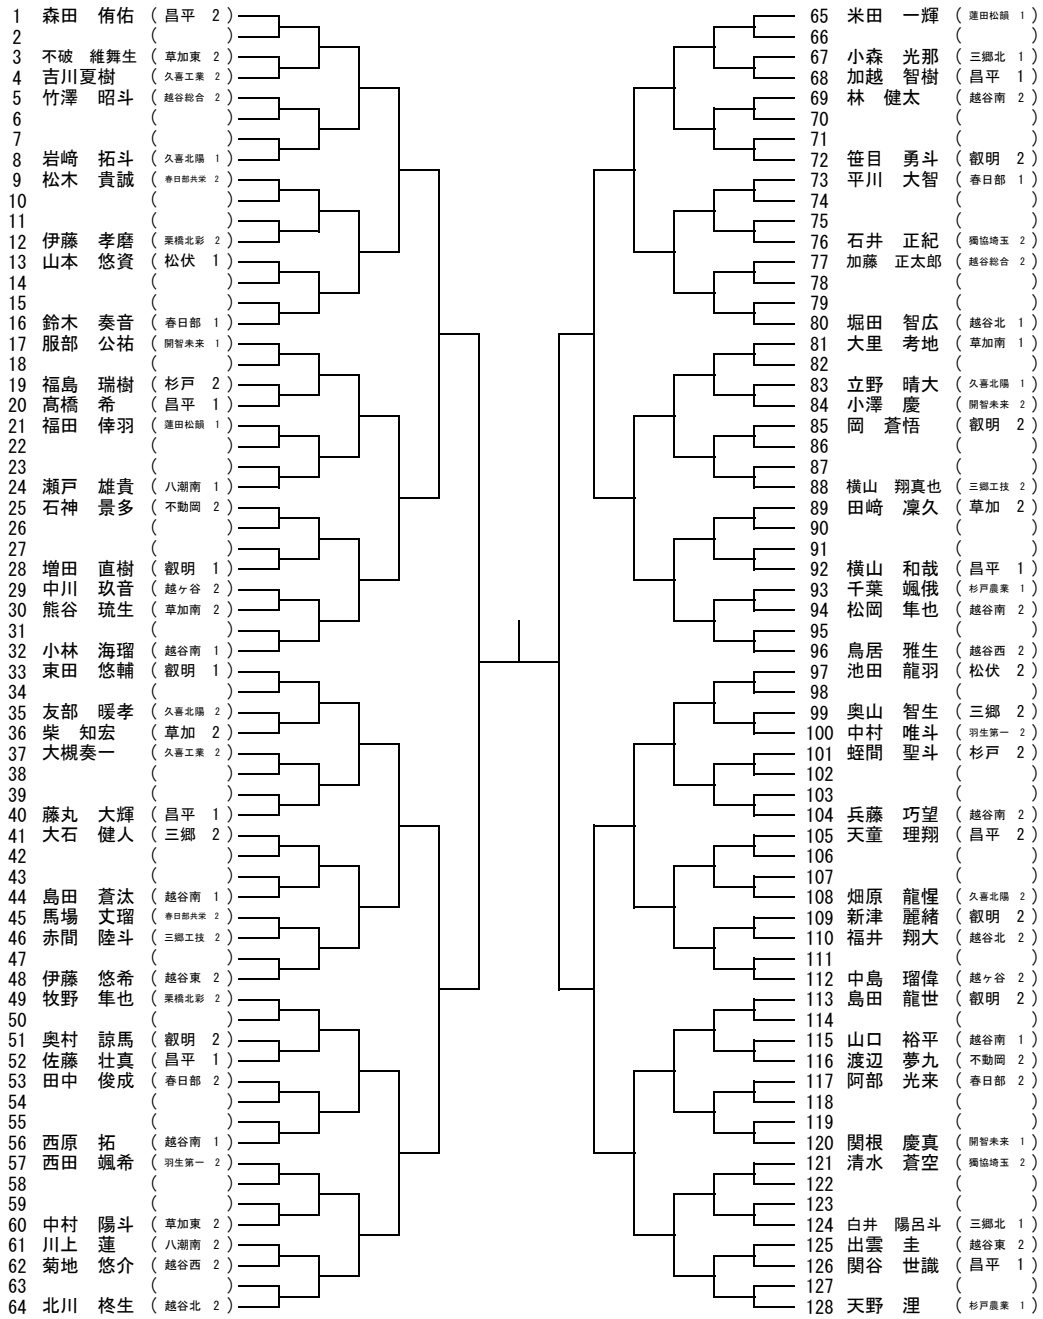 1 森田 侑佑 ( 昌平 2 )
2 ( )
3 不破 維舞生 ( 草加東 2 )
4 吉川夏樹 ( 久喜工業 2 )
5 竹澤 昭斗 ( 越谷総合 2 )
6 ( )
7 ( )
8 岩﨑 拓斗 ( 久喜北陽 1 )
9 松木 貴誠 ( 春日部共栄 2 )
10 ( )
11 ( )
12 伊藤 孝磨 ( 栗橋北彩 2 )
13 山本 悠資 ( 松伏 1 )
14 ( )
15 ( )
16 鈴木 奏音 ( 春日部 1 )
17 服部 公祐 ( 開智未来 1 )
18 ( )
19 福島 瑞樹 ( 杉戸 2 )
20 髙橋 希 ( 昌平 1 )
21 福田 倖羽 ( 蓮田松韻 1 )
22 ( )
23 ( )
24 瀬戸 雄貴 ( 八潮南 1 )
25 石神 景多 ( 不動岡 2 )
26 ( )
27 ( )
28 増田 直樹 ( 叡明 1 )
29 中川 玖音 ( 越ヶ谷 2 )
30 熊谷 琉生 ( 草加南 2 )
31 ( )
32 小林 海瑠 ( 越谷南 1 )
33 東田 悠輔 ( 叡明 1 )
34 ( )
35 友部 暖孝 ( 久喜北陽 2 )
36 柴 知宏 ( 草加 2 )
37 大槻奏一 ( 久喜工業 2 )
38 ( )
39 ( )
40 藤丸 大輝 ( 昌平 1 )
41 大石 健人 ( 三郷 2 )
42 ( )
43 ( )
44 島田 蒼汰 ( 越谷南 1 )
45 馬場 丈瑠 ( 春日部共栄 2 )
46 赤間 陸斗 ( 三郷工技 2 )
47 ( )
48 伊藤 悠希 ( 越谷東 2 )
49 牧野 隼也 ( 栗橋北彩 2 )
50 ( )
51 奥村 諒馬 ( 叡明 2 )
52 佐藤 壮真 ( 昌平 1 )
53 田中 俊成 ( 春日部 2 )
54 ( )
55 ( )
56 西原 拓 ( 越谷南 1 )
57 西田 颯希 ( 羽生第一 2 )
58 ( )
59 ( )
60 中村 陽斗 ( 草加東 2 )
61 川上 蓮 ( 八潮南 2 )
62 菊地 悠介 ( 越谷西 2 )
63 ( )
64 北川 柊生 ( 越谷北 2 )
65 米田 一輝 ( 蓮田松韻 1 )
66 ( )
67 小森 光那 ( 三郷北 1 )
68 加越 智樹 ( 昌平 1 )
69 林 健太 ( 越谷南 2 )
70 ( )
71 ( )
72 笹目 勇斗 ( 叡明 2 )
73 平川 大智 ( 春日部 1 )
74 ( )
75 ( )
76 石井 正紀 ( 獨協埼玉 2 )
77 加藤 正太郎 ( 越谷総合 2 )
78 ( )
79 ( )
80 堀田 智広 ( 越谷北 1 )
81 大里 考地 ( 草加南 1 )
82 ( )
83 立野 晴大 ( 久喜北陽 1 )
84 小澤 慶 ( 開智未来 2 )
85 岡 蒼悟 ( 叡明 2 )
86 ( )
87 ( )
88 横山 翔真也 ( 三郷工技 2 )
89 田﨑 凜久 ( 草加 2 )
90 ( )
91 ( )
92 横山 和哉 ( 昌平 1 )
93 千葉 颯俄 ( 杉戸農業 1 )
94 松岡 隼也 ( 越谷南 2 )
95 ( )
96 鳥居 雅生 ( 越谷西 2 )
97 池田 龍羽 ( 松伏 2 )
98 ( )
99 奥山 智生 ( 三郷 2 )
100 中村 唯斗 ( 羽生第一 2 )
101 蛭間 聖斗 ( 杉戸 2 )
102 ( )
103 ( )
104 兵藤 巧望 ( 越谷南 2 )
105 天童 理翔 ( 昌平 2 )
106 ( )
107 ( )
108 畑原 龍惺 ( 久喜北陽 2 )
109 新津 麗緒 ( 叡明 2 )
110 福井 翔大 ( 越谷北 2 )
111 ( )
112 中島 瑠偉 ( 越ヶ谷 2 )
113 島田 龍世 ( 叡明 2 )
114 ( )
115 山口 裕平 ( 越谷南 1 )
116 渡辺 夢九 ( 不動岡 2 )
117 阿部 光来 ( 春日部 2 )
118 ( )
119 ( )
120 関根 慶真 ( 開智未来 1 )
121 清水 蒼空 ( 獨協埼玉 2 )
122 ( )
123 ( )
124 白井 陽呂斗 ( 三郷北 1 )
125 出雲 圭 ( 越谷東 2 )
126 関谷 世識 ( 昌平 1 )
127 ( )
128 天野 浬 ( 杉戸農業 1 )